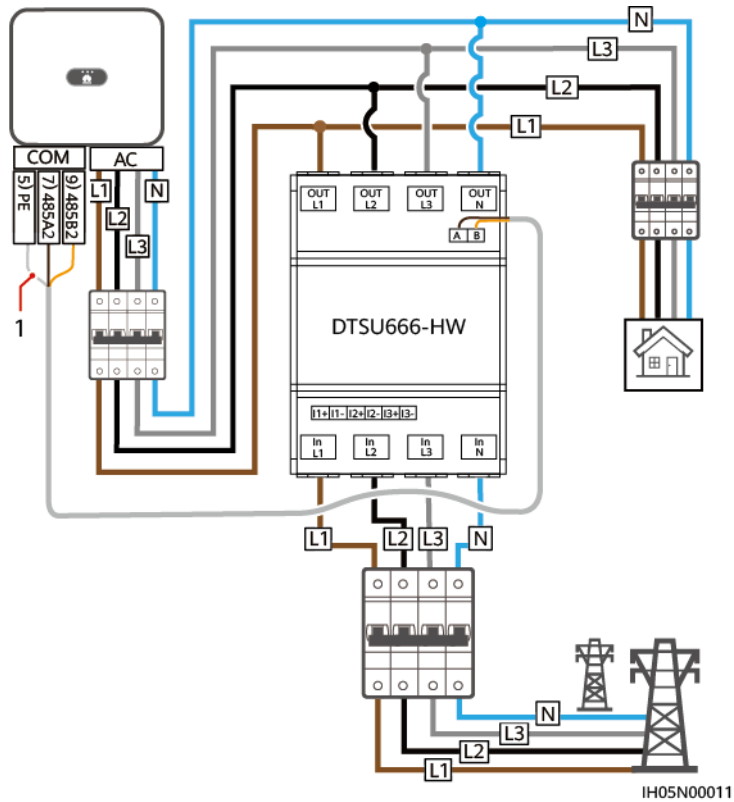 N
L3
L2
L1
COM
AC
5) PE
7) 485A2
9) 485B2
L1
L2
L3
N
1
OUT L1
OUT L2
OUT L3
OUT N
A B
DTSU666-HW
I1+ I1- I2+ I2- I3+ I3-
In L1
In L2
In L3
In N
L1
L2
L3
N
N
L3
L2
L1
IH05N00011